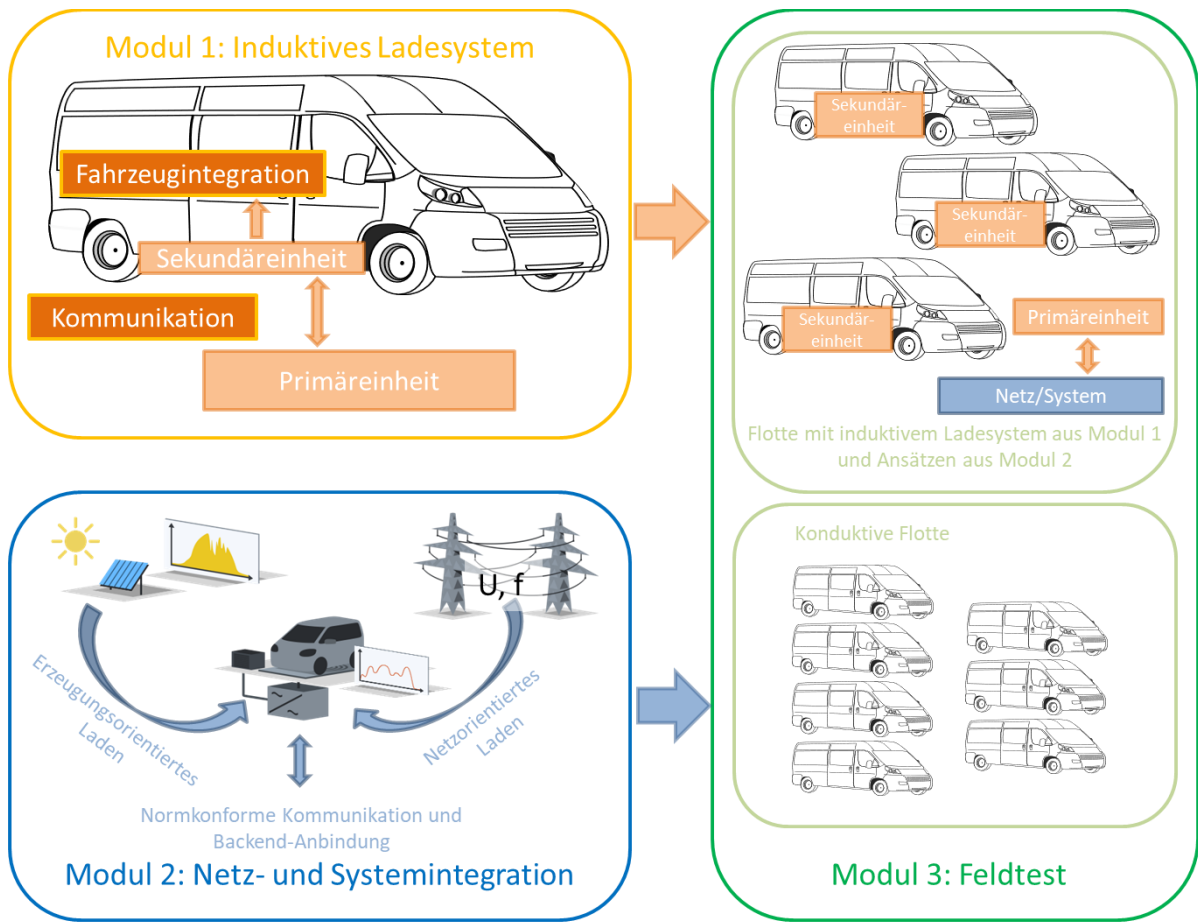 Modul 1: Induktives Ladesystem
Fahrzeugintegration
Sekundäreinheit
Kommunikation
Primäreinheit
U, f
Erzeugungsorientiertes
Laden
Netzorientiertes
Laden
Normkonforme Kommunikation und
Backend-Anbindung
Modul 2: Netz- und Systemintegration
Sekundär-
einheit
Sekundär-
einheit
Sekundär-
einheit
Primäreinheit
Netz/System
Flotte mit induktivem Ladesystem aus Modul 1
und Ansätzen aus Modul 2
Konduktive Flotte
Modul 3: Feldtest